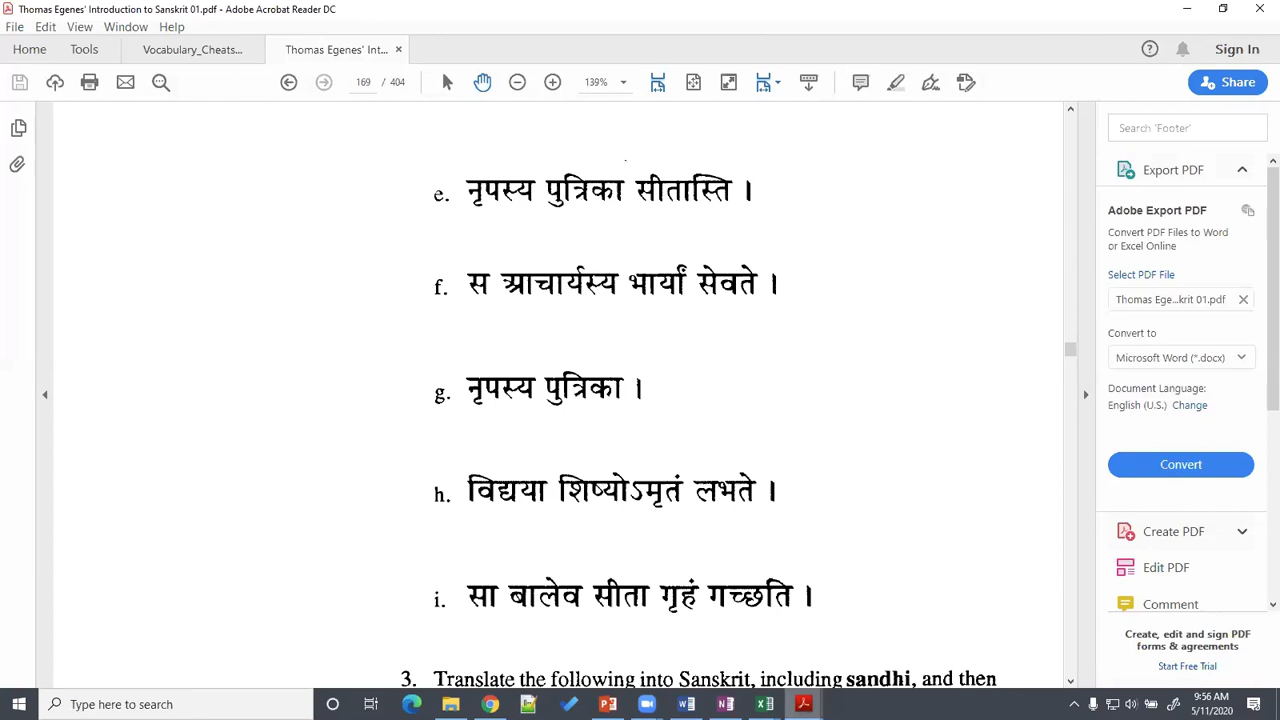 Thomas Egenes' Introduction to Sanskrit 01.pdf - Adobe Acrobat Reader DC
File Edit View Window Help
Home Tools Vocabulary_Cheats... Thomas Egenes' Int... × Sign In
169 / 404 139% Share
Search 'Footer'
e. नृपस्य पुत्रिका सीतास्ति ।
Export PDF
Adobe Export PDF
Convert PDF Files to Word
or Excel Online
f. स आचार्यस्य भार्यां सेवते ।
Select PDF File
Thomas Ege...krit 01.pdf ×
Convert to
Microsoft Word (*.docx)
g. नृपस्य पुत्रिका ।
Document Language:
English (U.S.) Change
Convert
h. विद्यया शिष्योऽमृतं लभते ।
Create PDF
Edit PDF
i. सा बालेव सीता गृहं गच्छति ।
Comment
Create, edit and sign PDF
forms & agreements
Start Free Trial
3. Translate the following into Sanskrit, including sandhi, and then
Type here to search
9:56 AM
5/11/2020